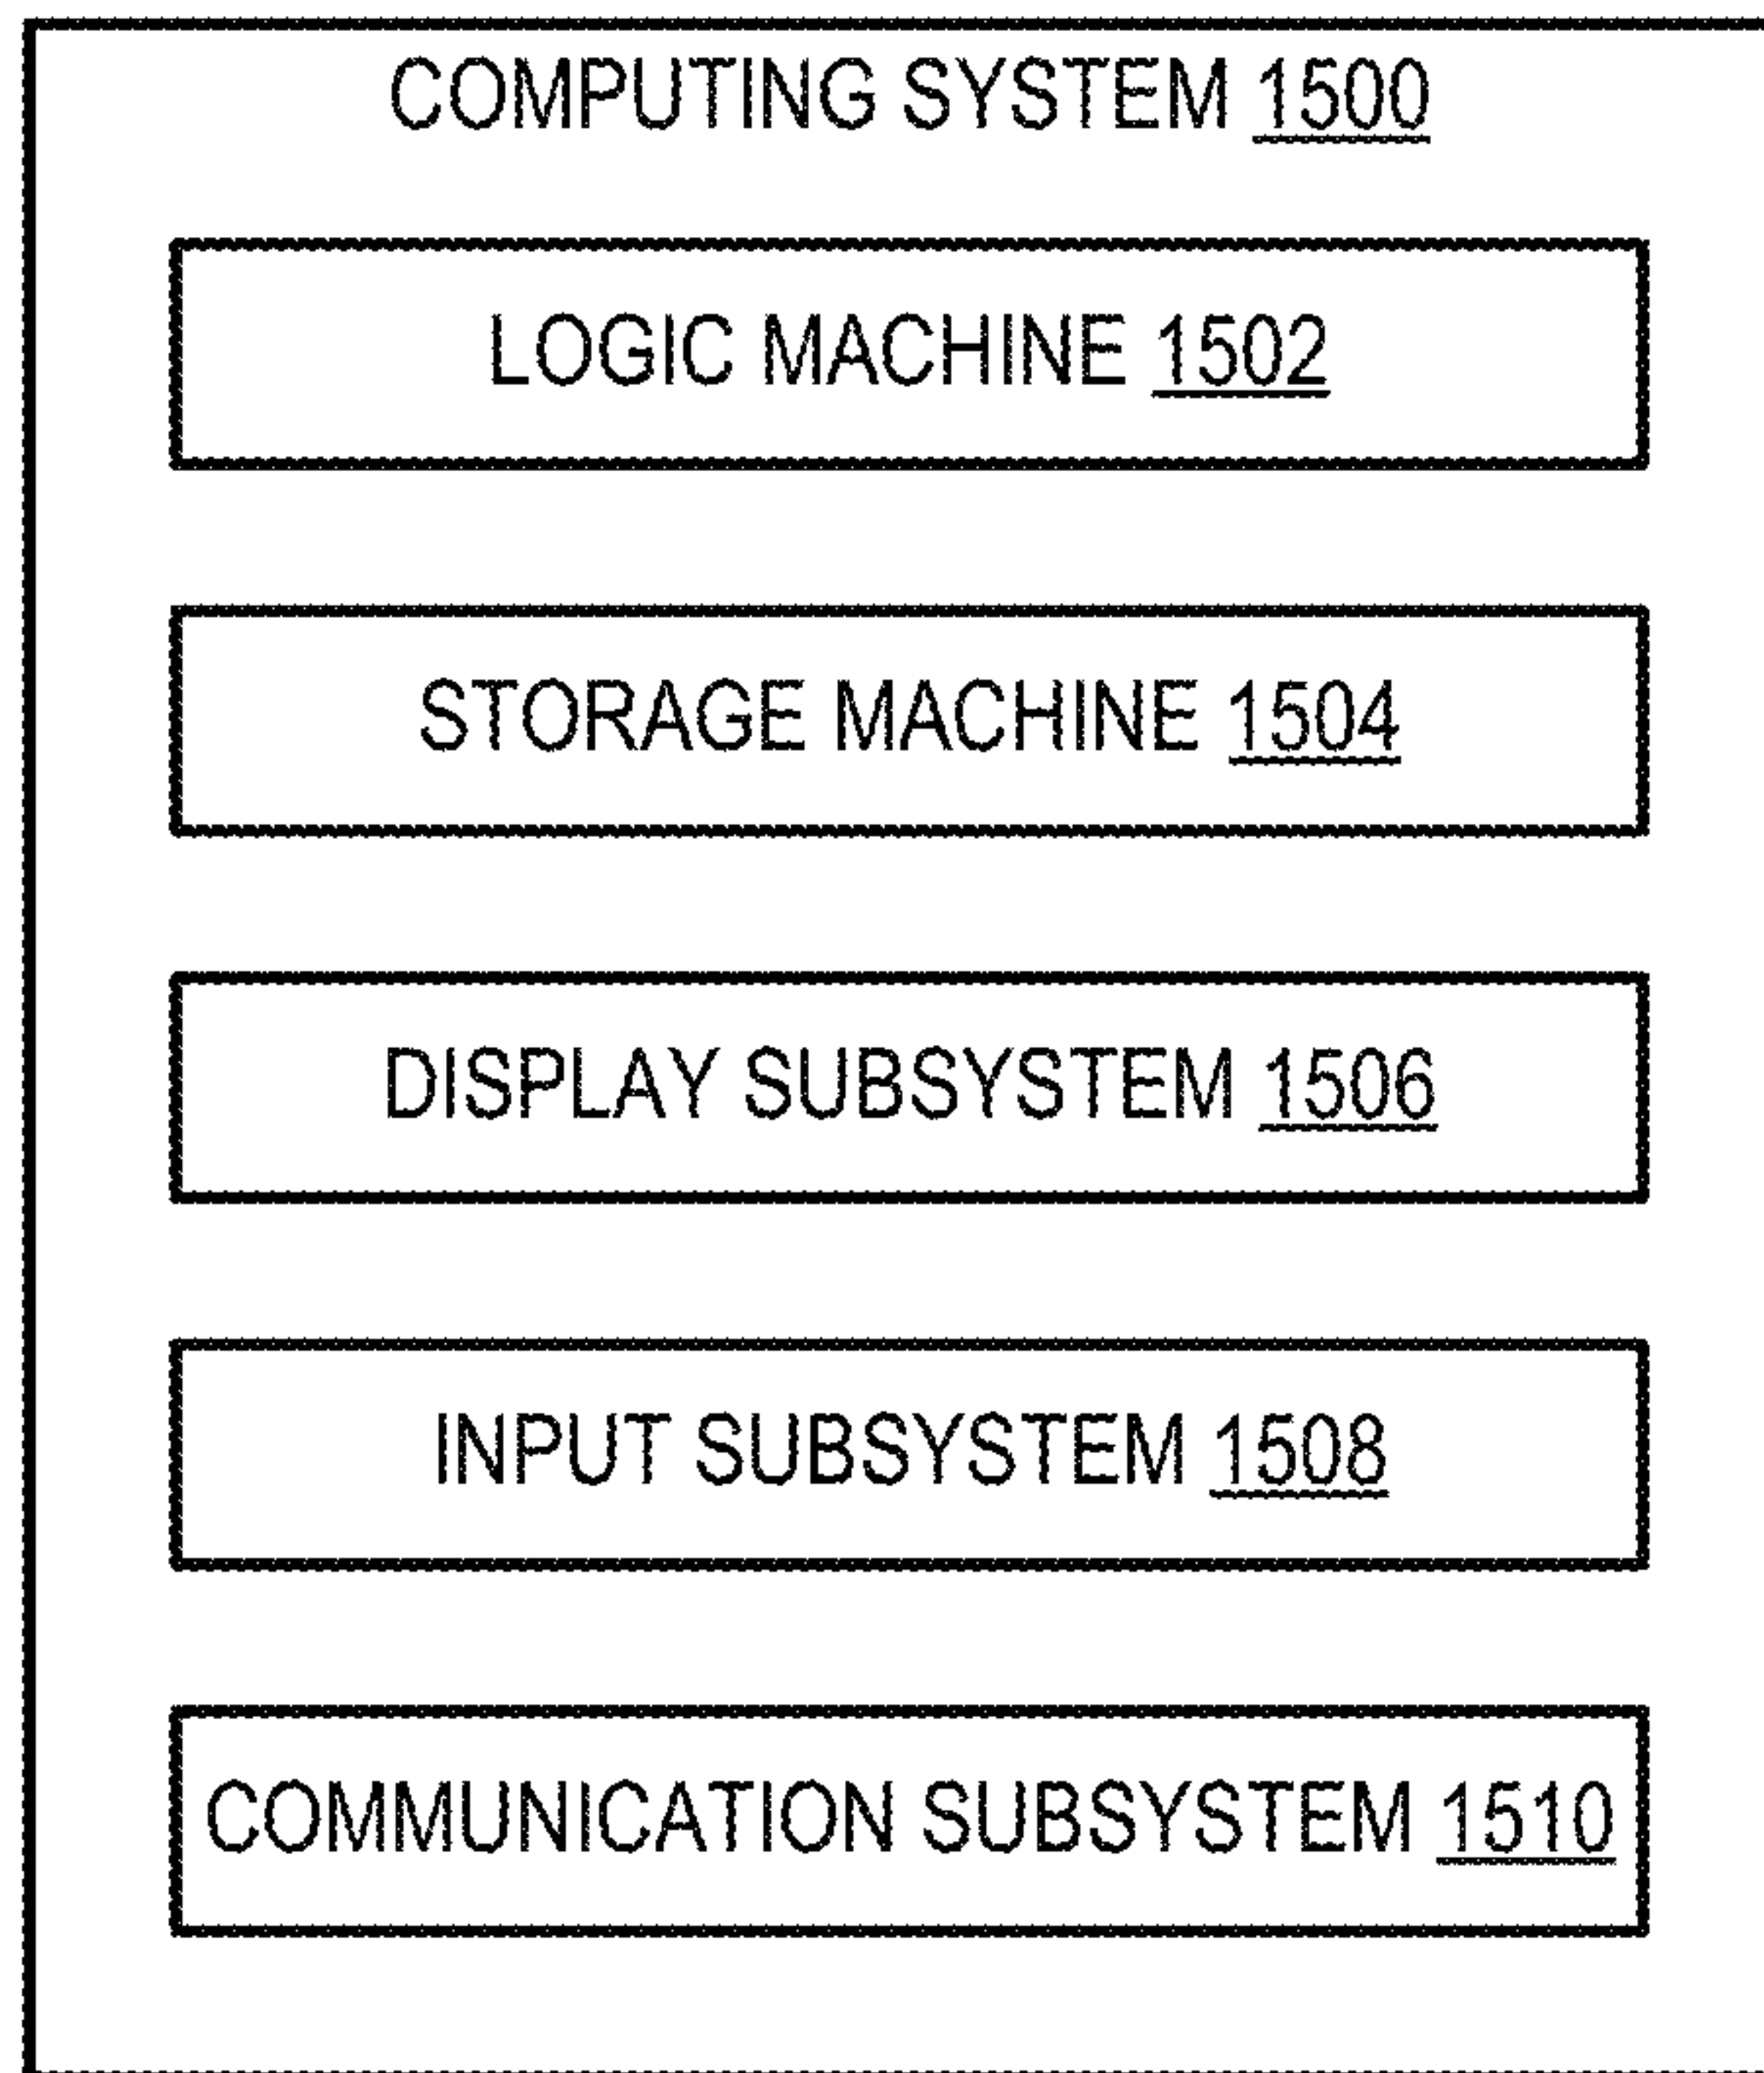 COMPUTING SYSTEM 1500
LOGIC MACHINE 1502
STORAGE MACHINE 1504
DISPLAY SUBSYSTEM 1506
INPUT SUBSYSTEM 1508
COMMUNICATION SUBSYSTEM 1510